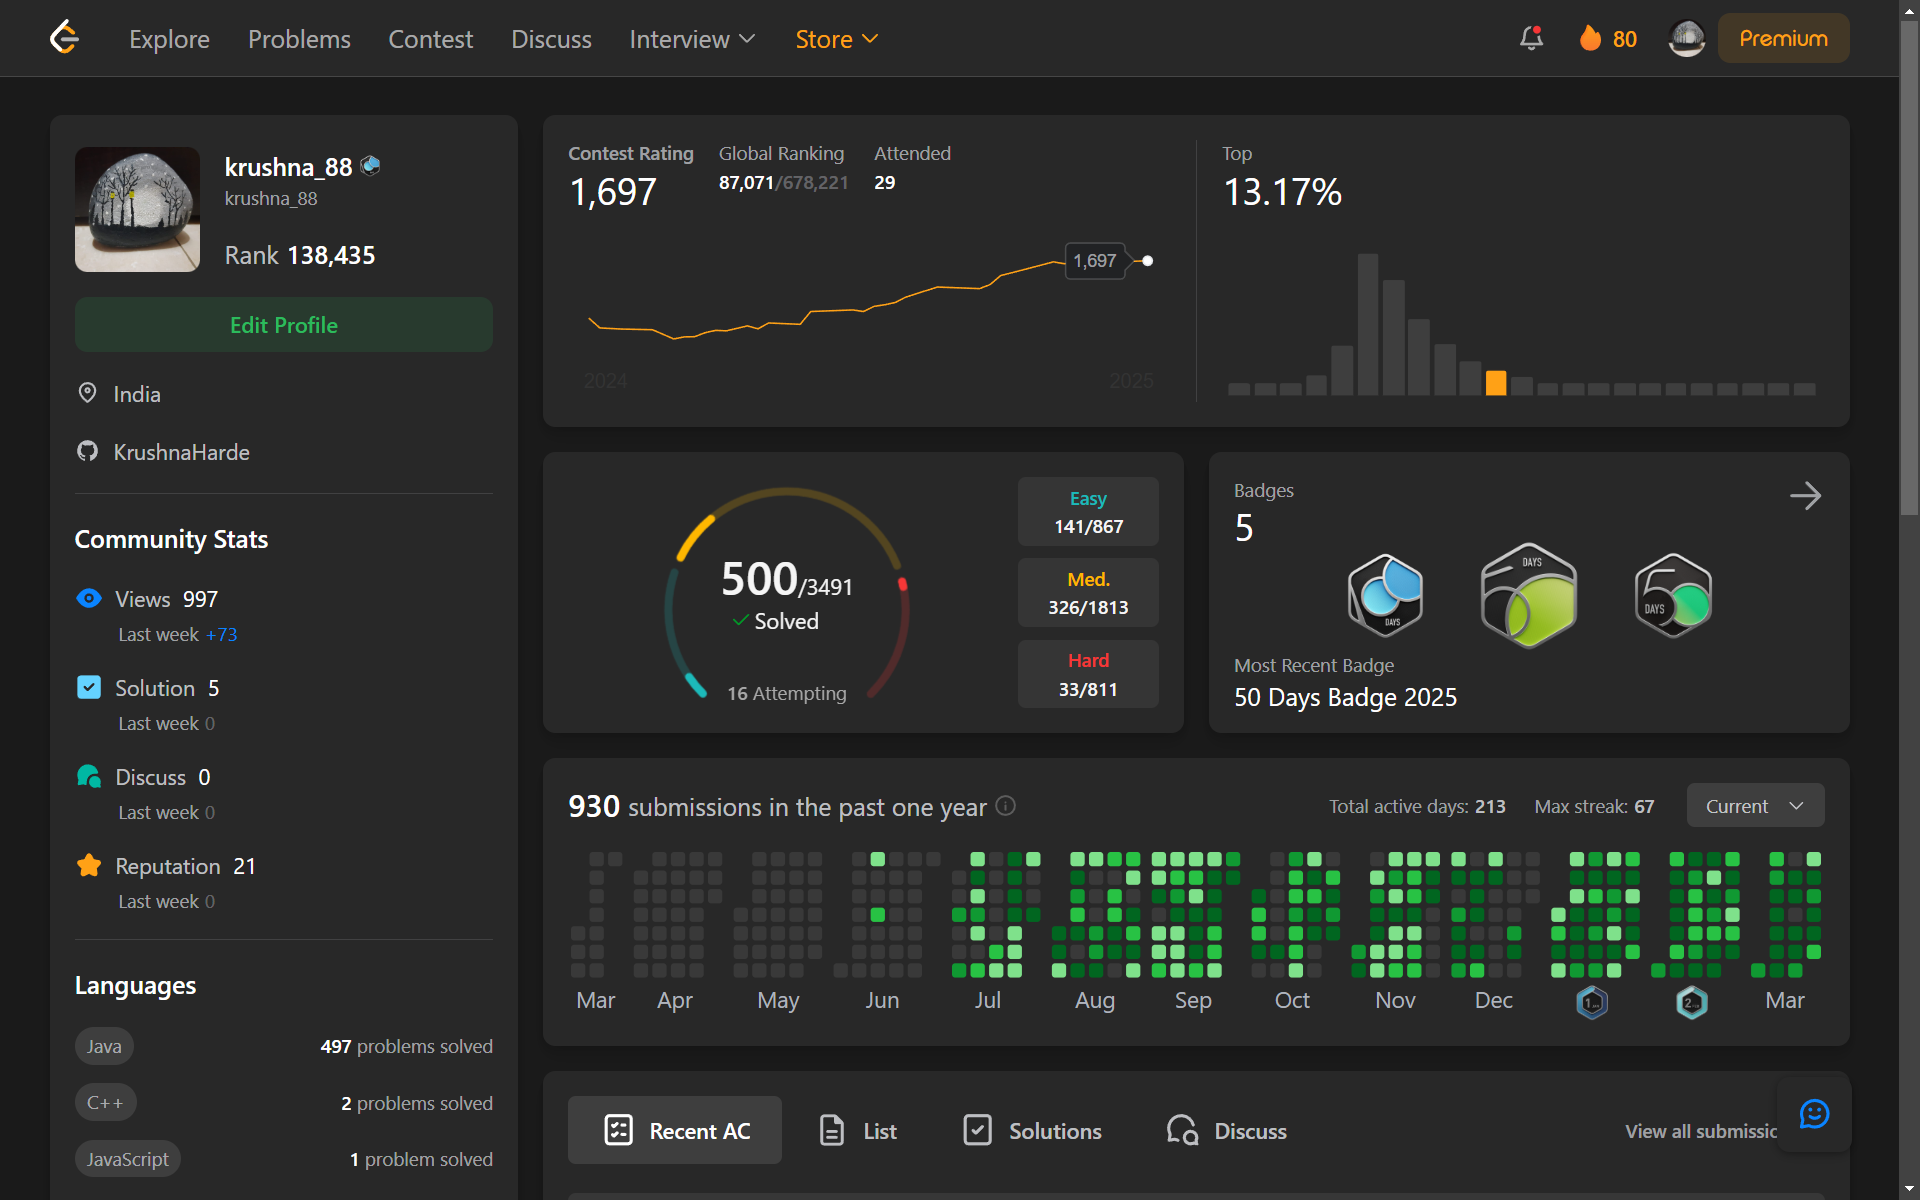 Explore Problems Contest Discuss Interview Store 80 Premium
krushna_88
krushna_88
Rank 138,435
Edit Profile
India
KrushnaHarde
Community Stats
Views 997
Last week +73
Solution 5
Last week 0
Discuss 0
Last week 0
Reputation 21
Last week 0
Languages
Java 497 problems solved
C++ 2 problems solved
JavaScript 1 problem solved
Contest Rating Global Ranking Attended
1,697 87,071/678,221 29
1,697
2024 2025
Top
13.17%
500/3491
Solved
16 Attempting
Easy
141/867
Med.
326/1813
Hard
33/811
Badges
5
DAYS
DAYS
50
DAYS
Most Recent Badge
50 Days Badge 2025
930 submissions in the past one year Total active days: 213 Max streak: 67 Current
Mar Apr May Jun Jul Aug Sep Oct Nov Dec 1 2 Mar
Recent AC List Solutions Discuss View all